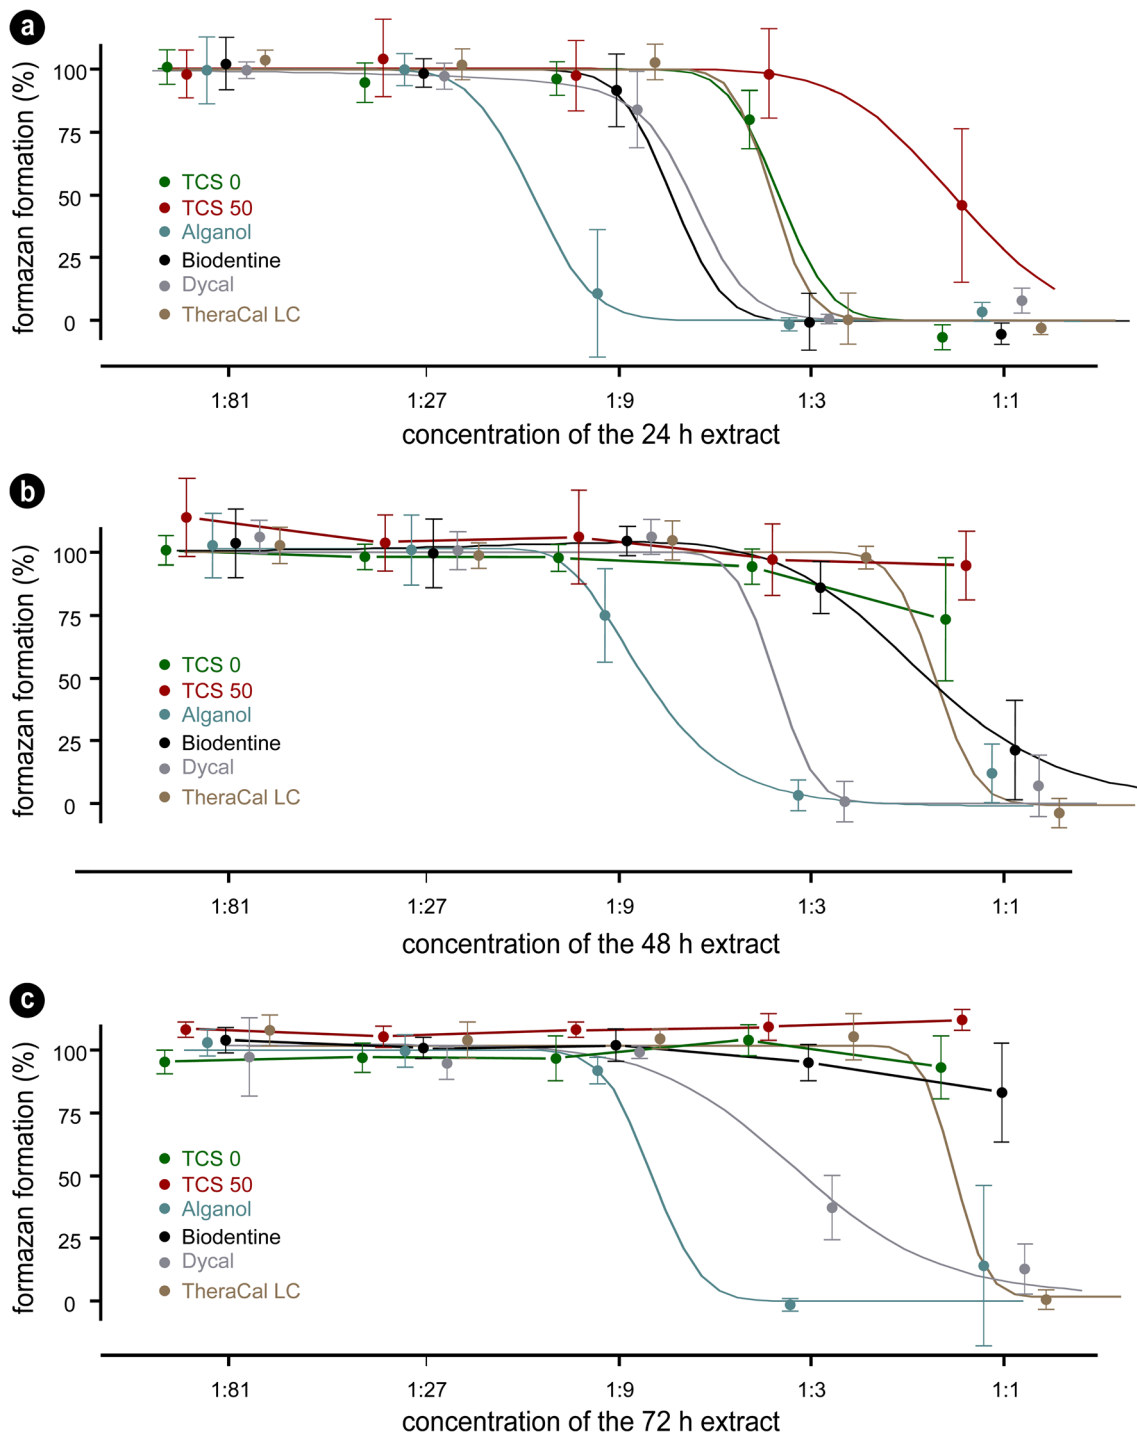 a
formazan formation (%)
100
75
50
25
0
TCS 0
TCS 50
Alganol
Biodentine
Dycal
TheraCal LC
1:81 1:27 1:9 1:3 1:1
concentration of the 24 h extract
b
formazan formation (%)
100
75
50
25
0
TCS 0
TCS 50
Alganol
Biodentine
Dycal
TheraCal LC
1:81 1:27 1:9 1:3 1:1
concentration of the 48 h extract
c
formazan formation (%)
100
75
50
25
0
TCS 0
TCS 50
Alganol
Biodentine
Dycal
TheraCal LC
1:81 1:27 1:9 1:3 1:1
concentration of the 72 h extract